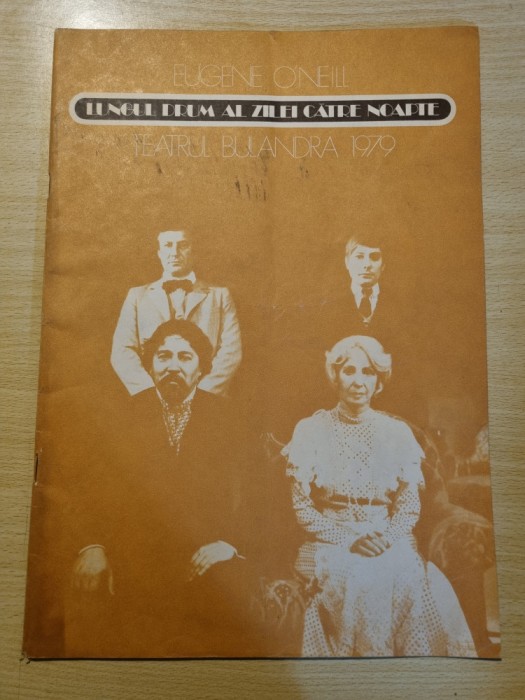 EUGENE O'NEILL
LUNGUL DRUM AL ZILEI CĂTRE NOAPTE
TEATRUL BULANDRA 1979